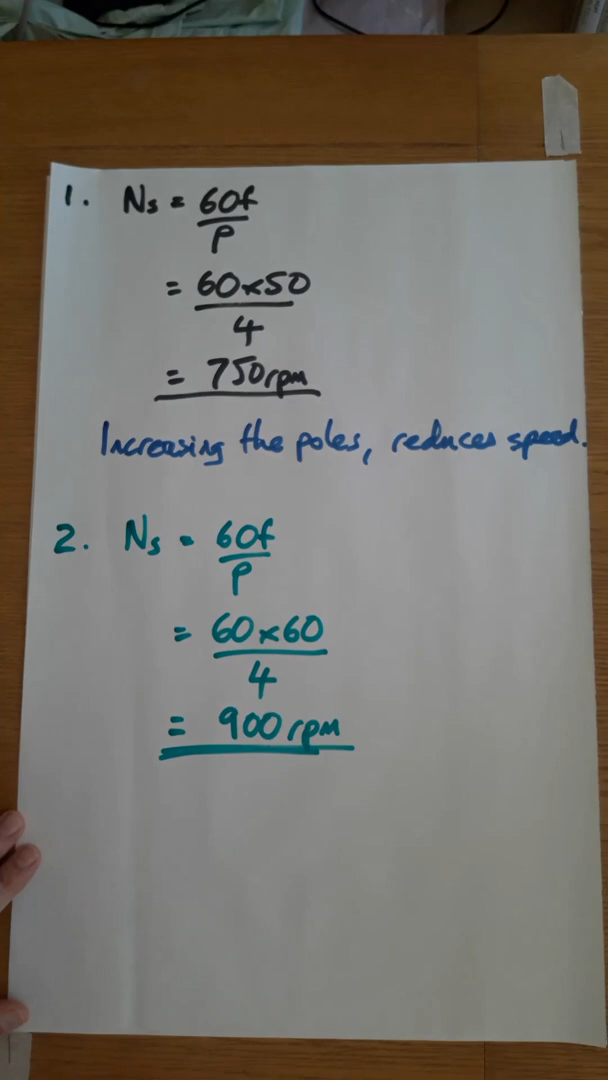 1. Ns = 60f
P
= 60×50
4
= 750rpm
Increasing the poles, reduces speed.
2. Ns = 60f
P
= 60×60
4
= 900rpm